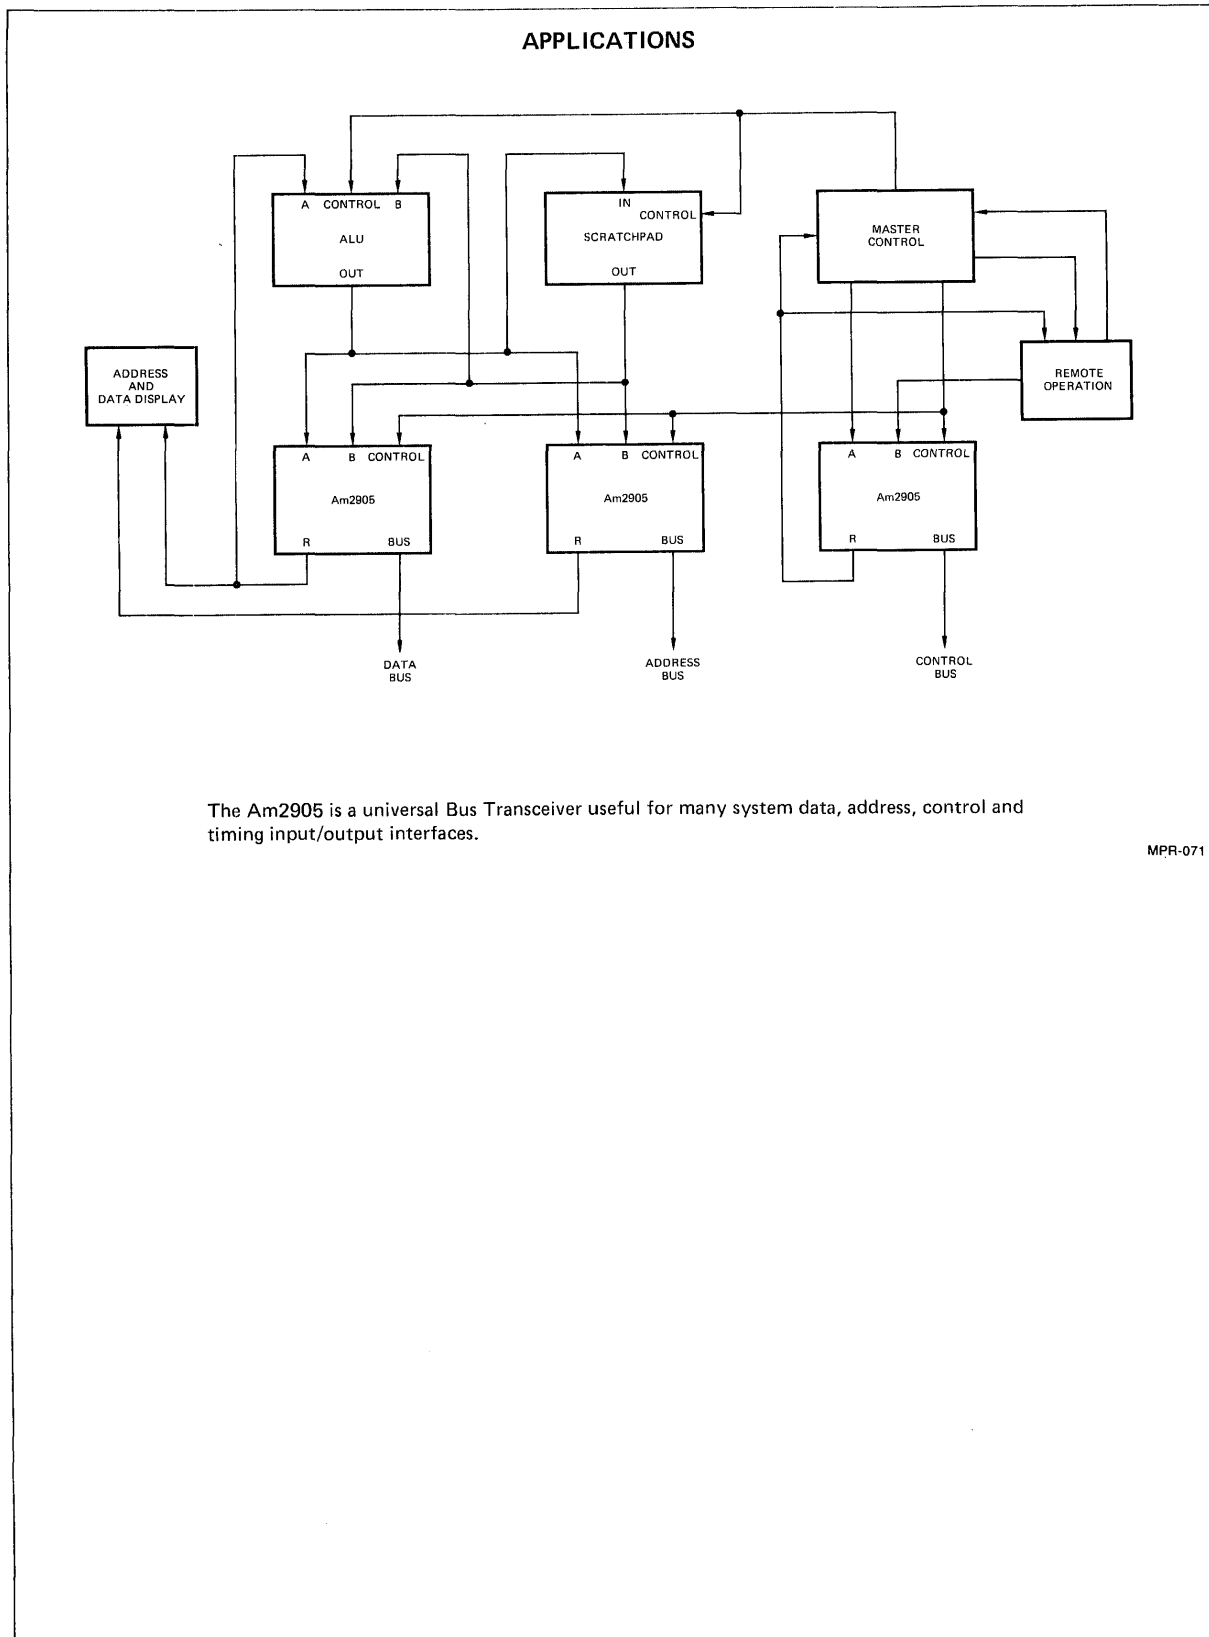 APPLICATIONS
A CONTROL B
ALU
OUT
IN
CONTROL
SCRATCHPAD
OUT
MASTER
CONTROL
ADDRESS
AND
DATA DISPLAY
REMOTE
OPERATION
A B CONTROL
Am2905
R BUS
A B CONTROL
Am2905
R BUS
A B CONTROL
Am2905
R BUS
DATA
BUS
ADDRESS
BUS
CONTROL
BUS
The Am2905 is a universal Bus Transceiver useful for many system data, address, control and
timing input/output interfaces.
MPR-071